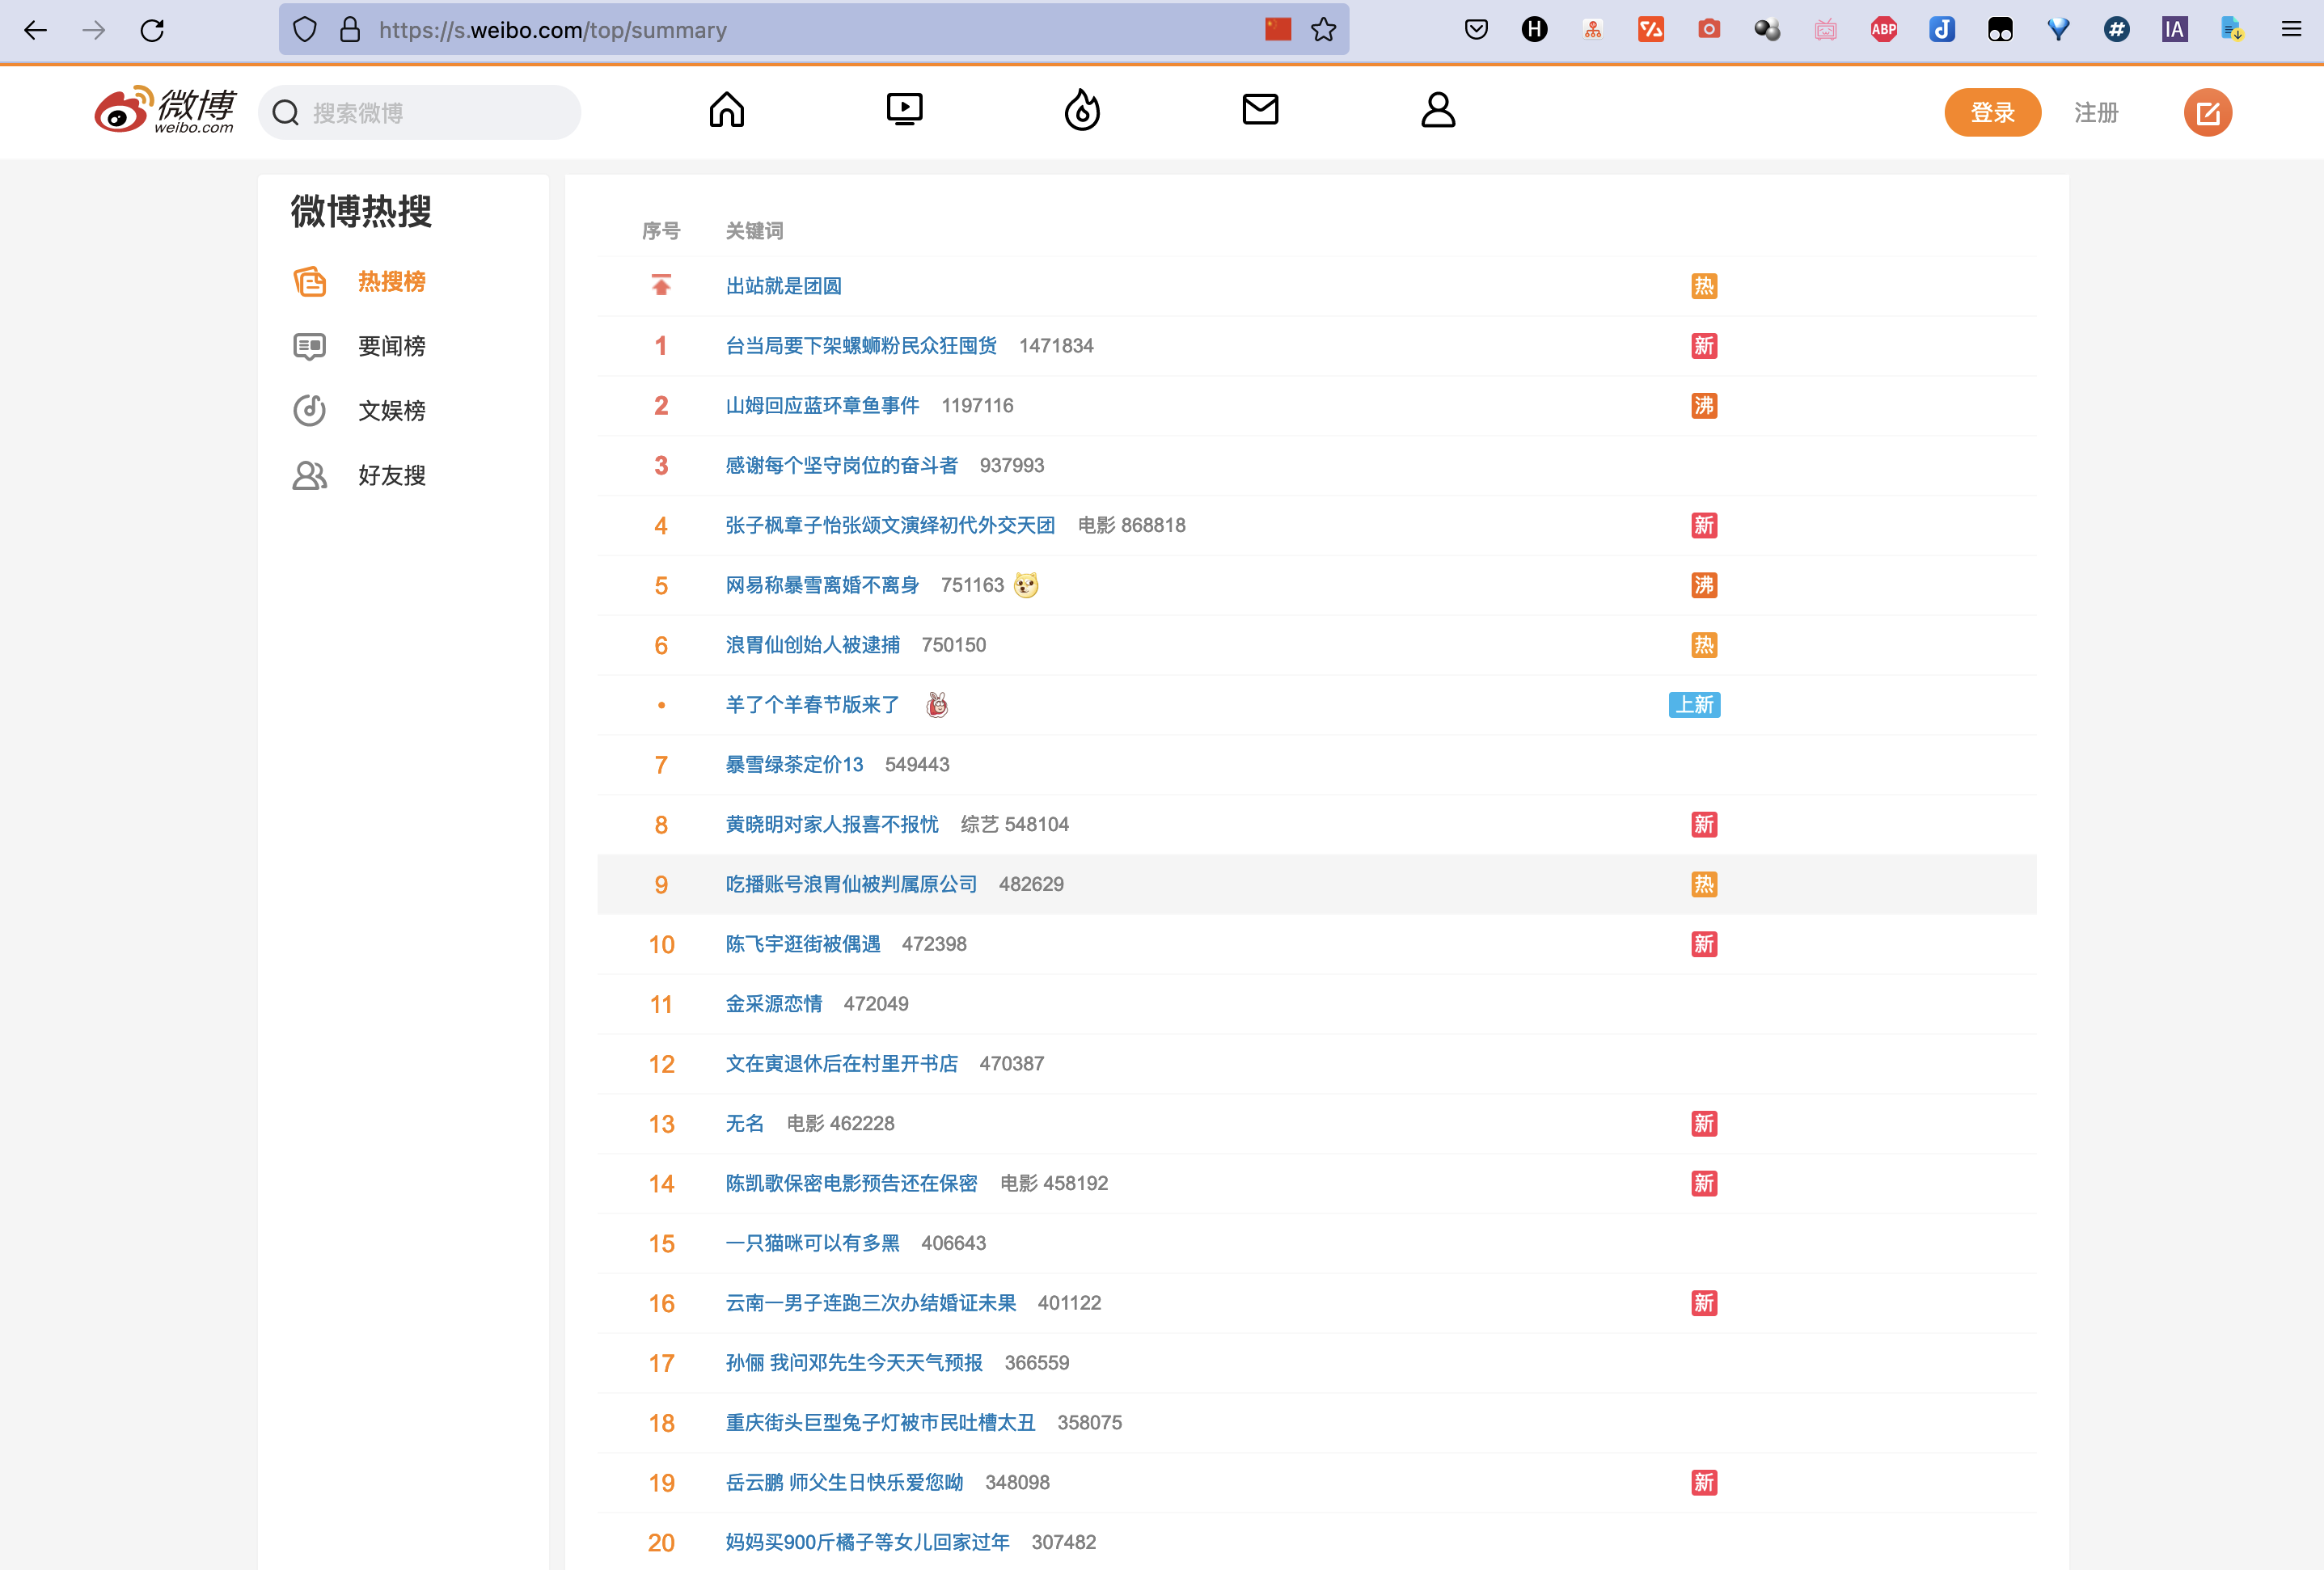 https://s.weibo.com/top/summary
微博
weibo.com
搜索微博
登录
注册
微博热搜
热搜榜
要闻榜
文娱榜
好友搜
序号 关键词
出站就是团圆 热
1 台当局要下架螺蛳粉民众狂囤货 1471834 新
2 山姆回应蓝环章鱼事件 1197116 沸
3 感谢每个坚守岗位的奋斗者 937993
4 张子枫章子怡张颂文演绎初代外交天团 电影 868818 新
5 网易称暴雪离婚不离身 751163 沸
6 浪胃仙创始人被逮捕 750150 热
• 羊了个羊春节版来了 上新
7 暴雪绿茶定价13 549443
8 黄晓明对家人报喜不报忧 综艺 548104 新
9 吃播账号浪胃仙被判属原公司 482629 热
10 陈飞宇逛街被偶遇 472398 新
11 金采源恋情 472049
12 文在寅退休后在村里开书店 470387
13 无名 电影 462228 新
14 陈凯歌保密电影预告还在保密 电影 458192 新
15 一只猫咪可以有多黑 406643
16 云南一男子连跑三次办结婚证未果 401122 新
17 孙俪 我问邓先生今天天气预报 366559
18 重庆街头巨型兔子灯被市民吐槽太丑 358075
19 岳云鹏 师父生日快乐爱您呦 348098 新
20 妈妈买900斤橘子等女儿回家过年 307482
H
ABP
J
#
IA